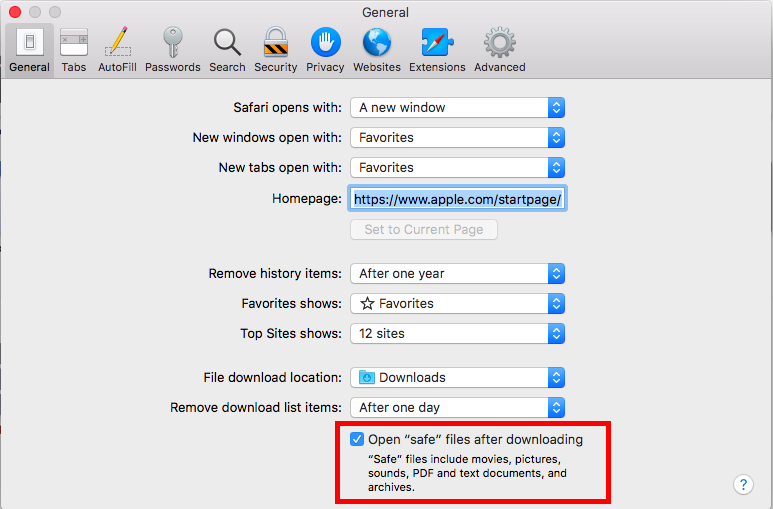 General
General Tabs AutoFill Passwords Search Security Privacy Websites Extensions Advanced
Safari opens with: A new window
New windows open with: Favorites
New tabs open with: Favorites
Homepage: https://www.apple.com/startpage/
Set to Current Page
Remove history items: After one year
Favorites shows: Favorites
Top Sites shows: 12 sites
File download location: Downloads
Remove download list items: After one day
Open “safe” files after downloading
“Safe” files include movies, pictures,
sounds, PDF and text documents, and
archives.
?